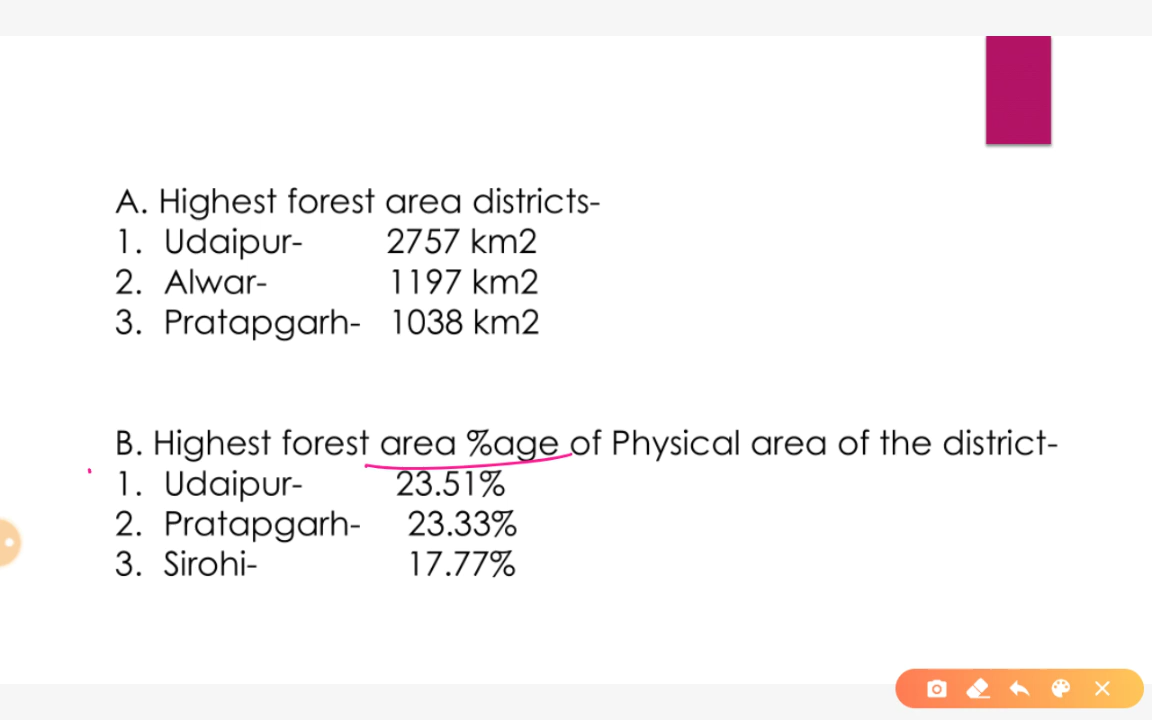 A. Highest forest area districts-
1. Udaipur- 2757 km2
2. Alwar- 1197 km2
3. Pratapgarh- 1038 km2
B. Highest forest area %age of Physical area of the district-
1. Udaipur- 23.51%
2. Pratapgarh- 23.33%
3. Sirohi- 17.77%